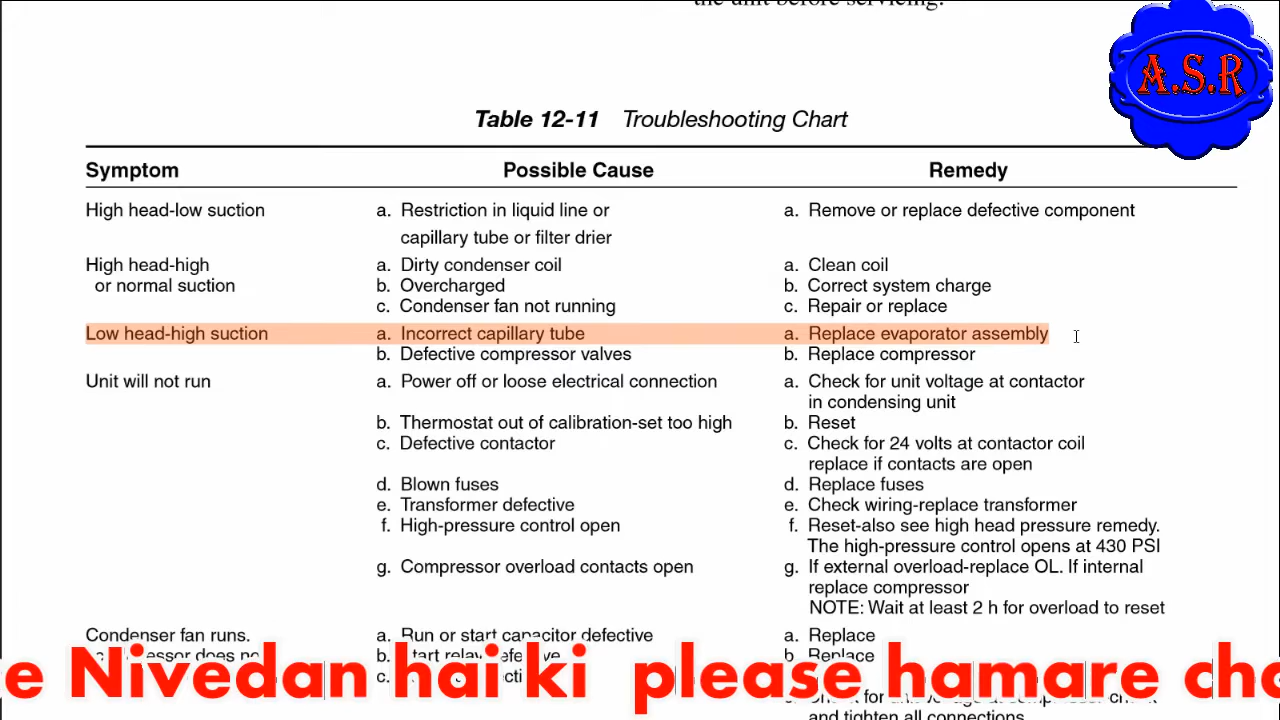 the unit before servicing.
A.S.R
Table 12-11 Troubleshooting Chart
Symptom Possible Cause Remedy
High head-low suction a. Restriction in liquid line or a. Remove or replace defective component
capillary tube or filter drier
High head-high a. Dirty condenser coil a. Clean coil
or normal suction b. Overcharged b. Correct system charge
c. Condenser fan not running c. Repair or replace
Low head-high suction a. Incorrect capillary tube a. Replace evaporator assembly
b. Defective compressor valves b. Replace compressor
Unit will not run a. Power off or loose electrical connection a. Check for unit voltage at contactor
in condensing unit
b. Thermostat out of calibration-set too high b. Reset
c. Defective contactor c. Check for 24 volts at contactor coil
replace if contacts are open
d. Blown fuses d. Replace fuses
e. Transformer defective e. Check wiring-replace transformer
f. High-pressure control open f. Reset-also see high head pressure remedy.
The high-pressure control opens at 430 PSI
g. Compressor overload contacts open g. If external overload-replace OL. If internal
replace compressor
NOTE: Wait at least 2 h for overload to reset
Condenser fan runs. a. Run or start capacitor defective a. Replace
b. b. Replace
c.
Nivedan hai ki please hamare
and tighten all connections